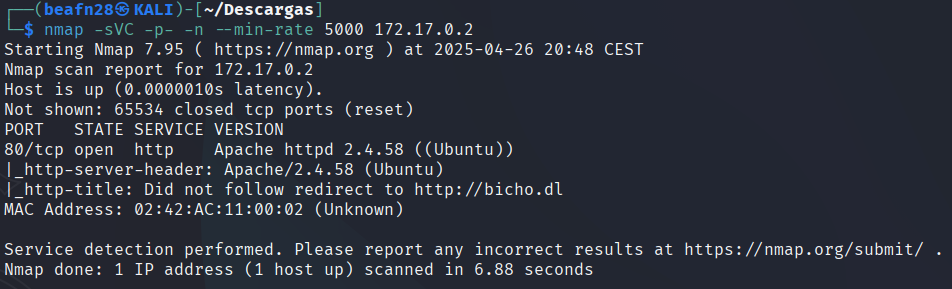 ┌──(beafn28㉿KALI)-[~/Descargas]
└─$ nmap -sVC -p- -n --min-rate 5000 172.17.0.2
Starting Nmap 7.95 ( https://nmap.org ) at 2025-04-26 20:48 CEST
Nmap scan report for 172.17.0.2
Host is up (0.0000010s latency).
Not shown: 65534 closed tcp ports (reset)
PORT   STATE SERVICE VERSION
80/tcp open  http    Apache httpd 2.4.58 ((Ubuntu))
|_http-server-header: Apache/2.4.58 (Ubuntu)
|_http-title: Did not follow redirect to http://bicho.dl
MAC Address: 02:42:AC:11:00:02 (Unknown)

Service detection performed. Please report any incorrect results at https://nmap.org/submit/ .
Nmap done: 1 IP address (1 host up) scanned in 6.88 seconds